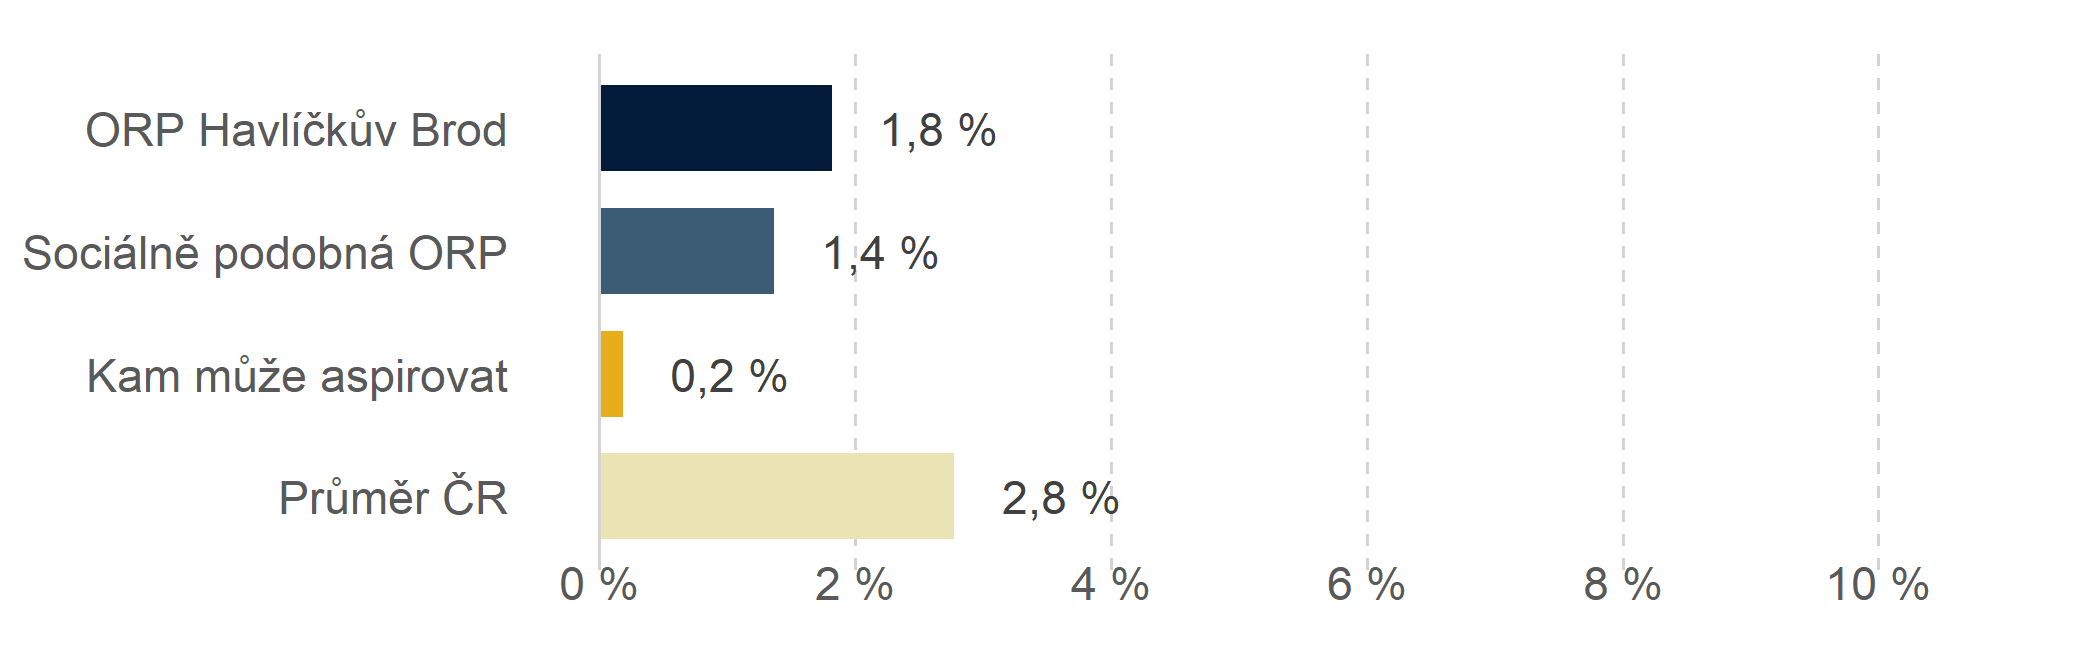 ORP Havlíčkův Brod 1,8 %
Sociálně podobná ORP 1,4 %
Kam může aspirovat 0,2 %
Průměr ČR 2,8 %
0 % 2 % 4 % 6 % 8 % 10 %